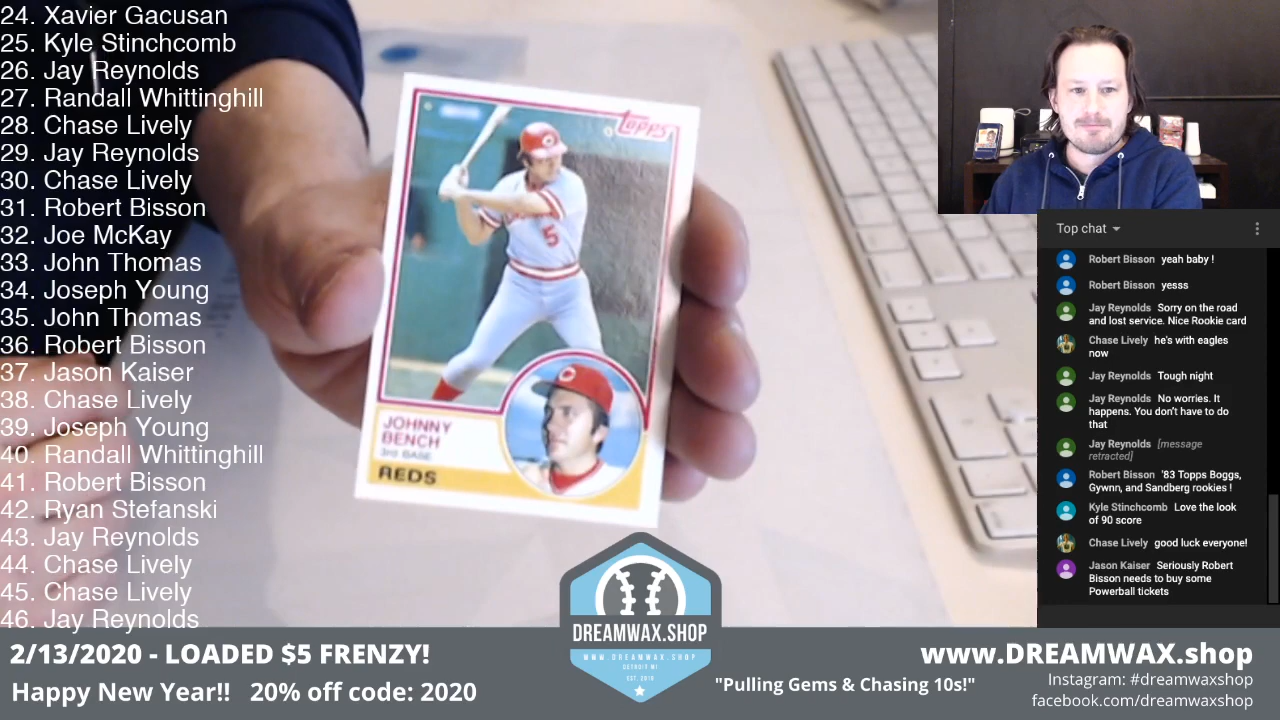 24. Xavier Gacusan
25. Kyle Stinchcomb
26. Jay Reynolds
27. Randall Whittinghill
28. Chase Lively
29. Jay Reynolds
30. Chase Lively
31. Robert Bisson
32. Joe McKay
33. John Thomas
34. Joseph Young
35. John Thomas
36. Robert Bisson
37. Jason Kaiser
38. Chase Lively
39. Joseph Young
40. Randall Whittinghill
41. Robert Bisson
42. Ryan Stefanski
43. Jay Reynolds
44. Chase Lively
45. Chase Lively
46. Jay Reynolds
Topps
5
JOHNNY
BENCH
3rd BASE
REDS
Top chat
Robert Bisson yeah baby !
Robert Bisson yesss
Jay Reynolds Sorry on the road
and lost service. Nice Rookie card
Chase Lively he's with eagles
now
Jay Reynolds Tough night
Jay Reynolds No worries. It
happens. You don't have to do
that
Jay Reynolds [message
retracted]
Robert Bisson '83 Topps Boggs,
Gywnn, and Sandberg rookies !
Kyle Stinchcomb Love the look
of 90 score
Chase Lively good luck everyone!
Jason Kaiser Seriously Robert
Bisson needs to buy some
Powerball tickets
2/13/2020 - LOADED $5 FRENZY!
Happy New Year!! 20% off code: 2020
DREAMWAX.SHOP
WWW.DREAMWAX.SHOP
DETROIT MI
EST. 2019
www.DREAMWAX.shop
"Pulling Gems & Chasing 10s!"
Instagram: #dreamwaxshop
facebook.com/dreamwaxshop